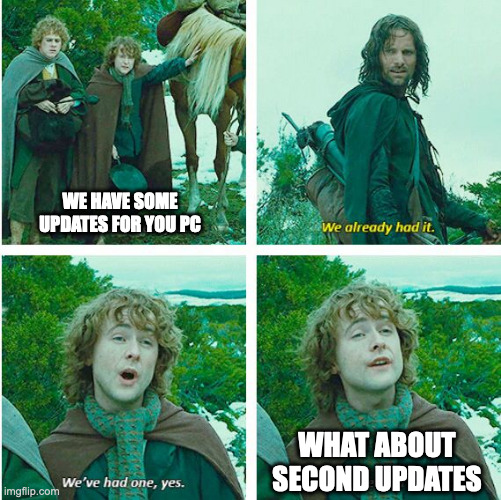 WE HAVE SOME
UPDATES FOR YOU PC
We already had it.
We've had one, yes.
WHAT ABOUT
SECOND UPDATES
imgflip.com